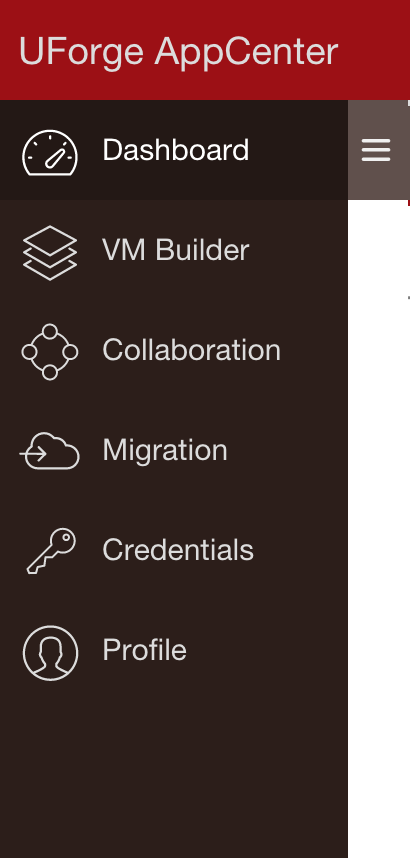 UForge AppCenter
Dashboard
VM Builder
Collaboration
Migration
Credentials
Profile